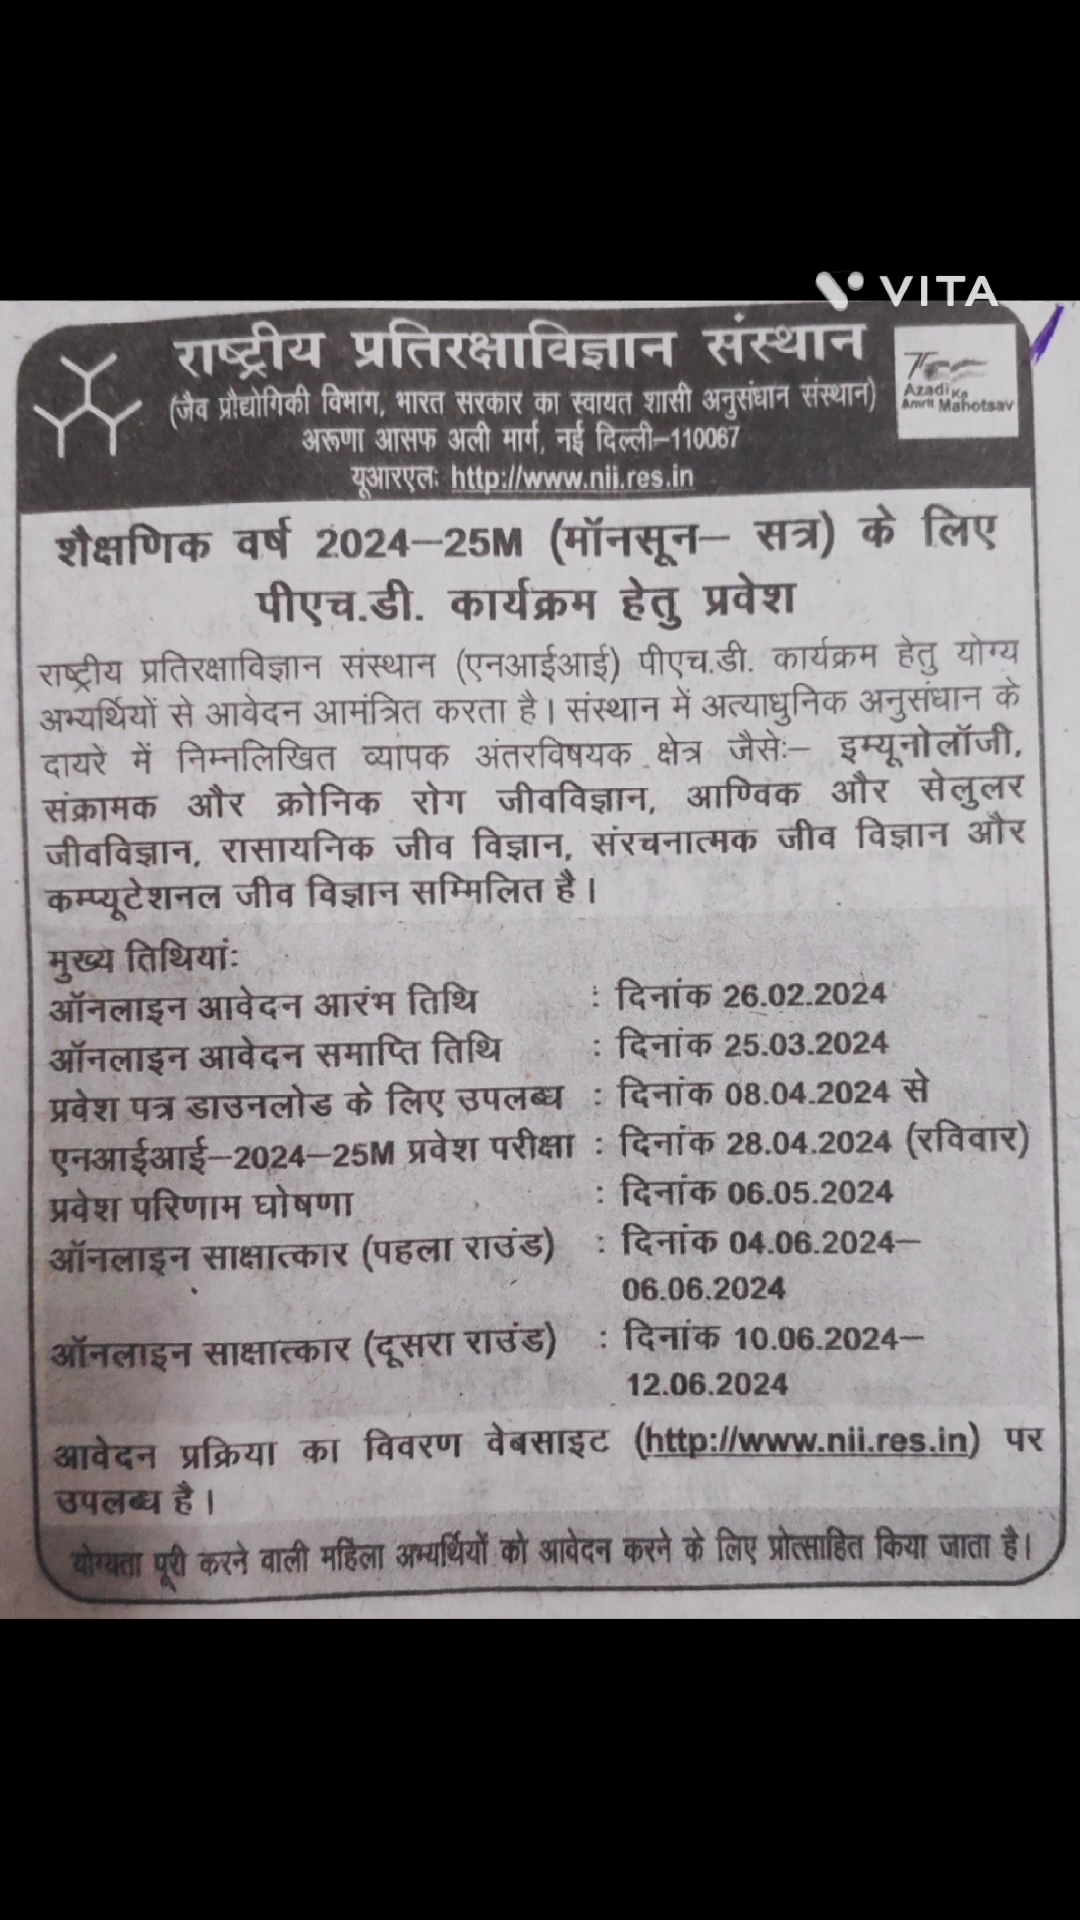 VITA
राष्ट्रीय प्रतिरक्षाविज्ञान संस्थान
(जैव प्रौद्योगिकी विभाग, भारत सरकार का स्वायत शासी अनुसंधान संस्थान)
अरूणा आसफ अली मार्ग, नई दिल्ली–110067
यूआरएलः http://www.nii.res.in
Azadi Ka
Amrit Mahotsav
शैक्षणिक वर्ष 2024–25M (मॉनसून– सत्र) के लिए
पीएच.डी. कार्यक्रम हेतु प्रवेश
राष्ट्रीय प्रतिरक्षाविज्ञान संस्थान (एनआईआई) पीएच.डी. कार्यक्रम हेतु योग्य
अभ्यर्थियों से आवेदन आमंत्रित करता है। संस्थान में अत्याधुनिक अनुसंधान के
दायरे में निम्नलिखित व्यापक अंतरविषयक क्षेत्र जैसेः– इम्यूनोलॉजी,
संक्रामक और क्रोनिक रोग जीवविज्ञान, आण्विक और सेलुलर
जीवविज्ञान, रासायनिक जीव विज्ञान, संरचनात्मक जीव विज्ञान और
कम्प्यूटेशनल जीव विज्ञान सम्मिलित है।
मुख्य तिथियांः
ऑनलाइन आवेदन आरंभ तिथि : दिनांक 26.02.2024
ऑनलाइन आवेदन समाप्ति तिथि : दिनांक 25.03.2024
प्रवेश पत्र डाउनलोड के लिए उपलब्ध : दिनांक 08.04.2024 से
एनआईआई–2024–25M प्रवेश परीक्षा : दिनांक 28.04.2024 (रविवार)
प्रवेश परिणाम घोषणा : दिनांक 06.05.2024
ऑनलाइन साक्षात्कार (पहला राउंड) : दिनांक 04.06.2024–
06.06.2024
ऑनलाइन साक्षात्कार (दूसरा राउंड) : दिनांक 10.06.2024–
12.06.2024
आवेदन प्रक्रिया का विवरण वेबसाइट (http://www.nii.res.in) पर
उपलब्ध है।
योग्यता पूरी करने वाली महिला अभ्यर्थियों को आवेदन करने के लिए प्रोत्साहित किया जाता है।